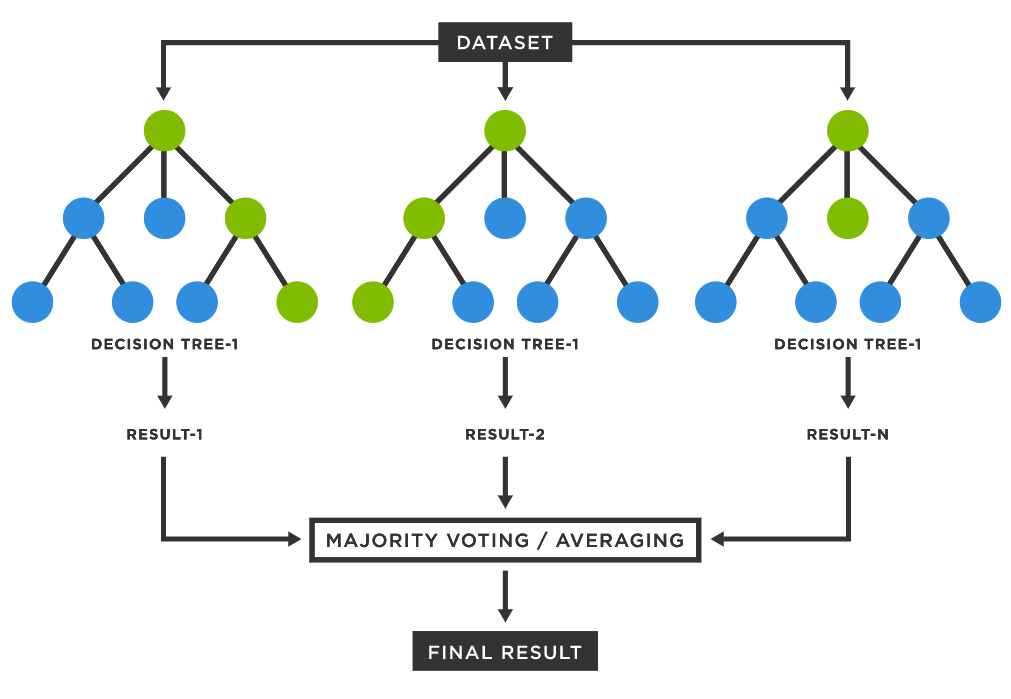 DATASET
DECISION TREE-1
DECISION TREE-1
DECISION TREE-1
RESULT-1
RESULT-2
RESULT-N
MAJORITY VOTING / AVERAGING
FINAL RESULT